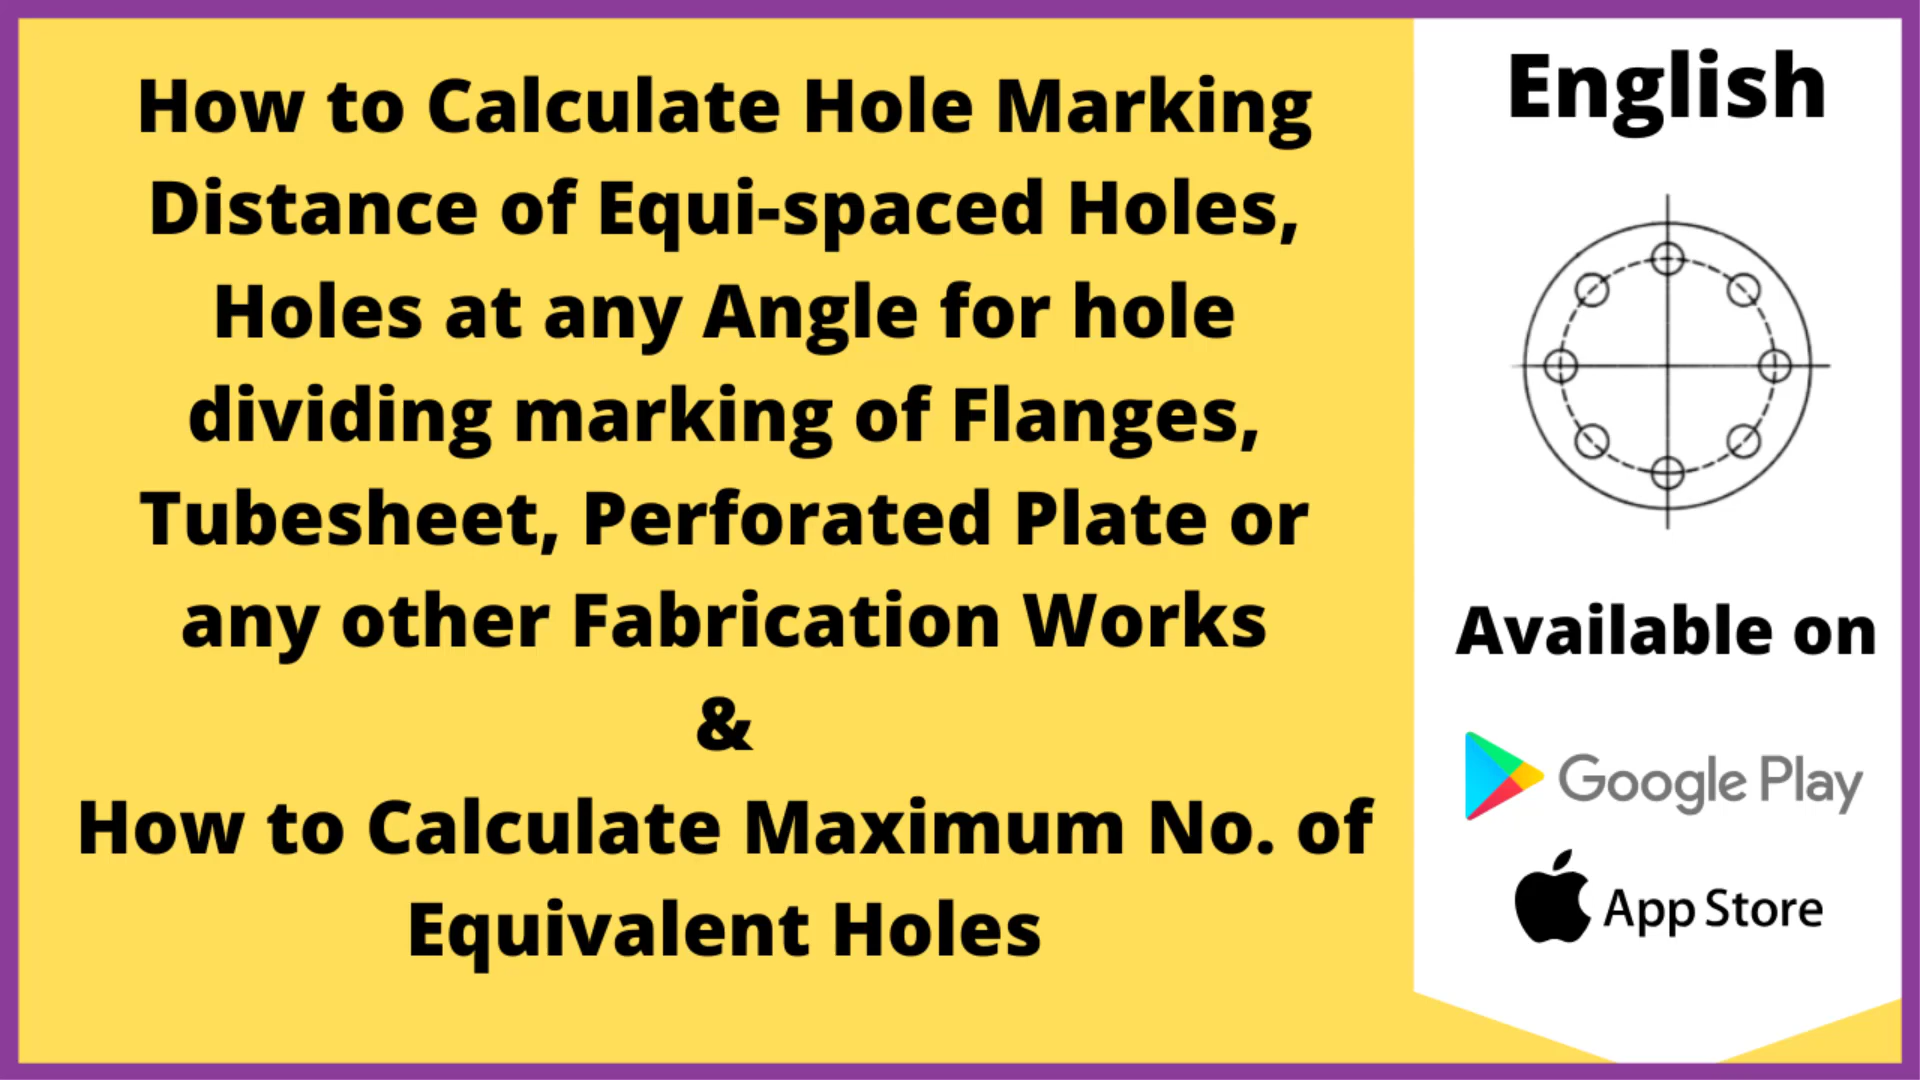 How to Calculate Hole Marking
Distance of Equi-spaced Holes,
Holes at any Angle for hole
dividing marking of Flanges,
Tubesheet, Perforated Plate or
any other Fabrication Works
&
How to Calculate Maximum No. of
Equivalent Holes
English
Available on
Google Play
App Store